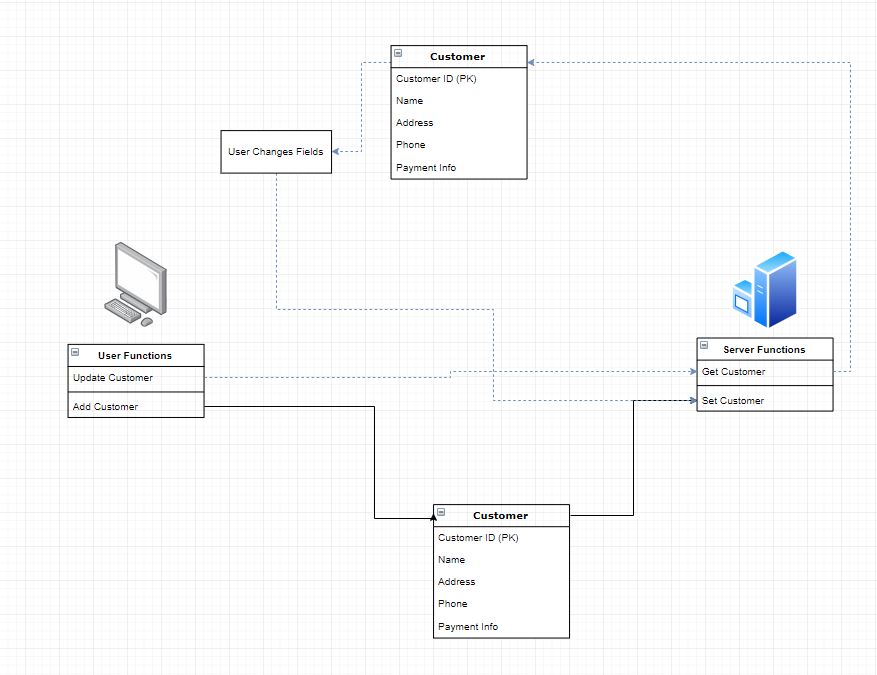 Customer
Customer ID (PK)
Name
Address
Phone
Payment Info
User Changes Fields
User Functions
Update Customer
Add Customer
Server Functions
Get Customer
Set Customer
Customer
Customer ID (PK)
Name
Address
Phone
Payment Info